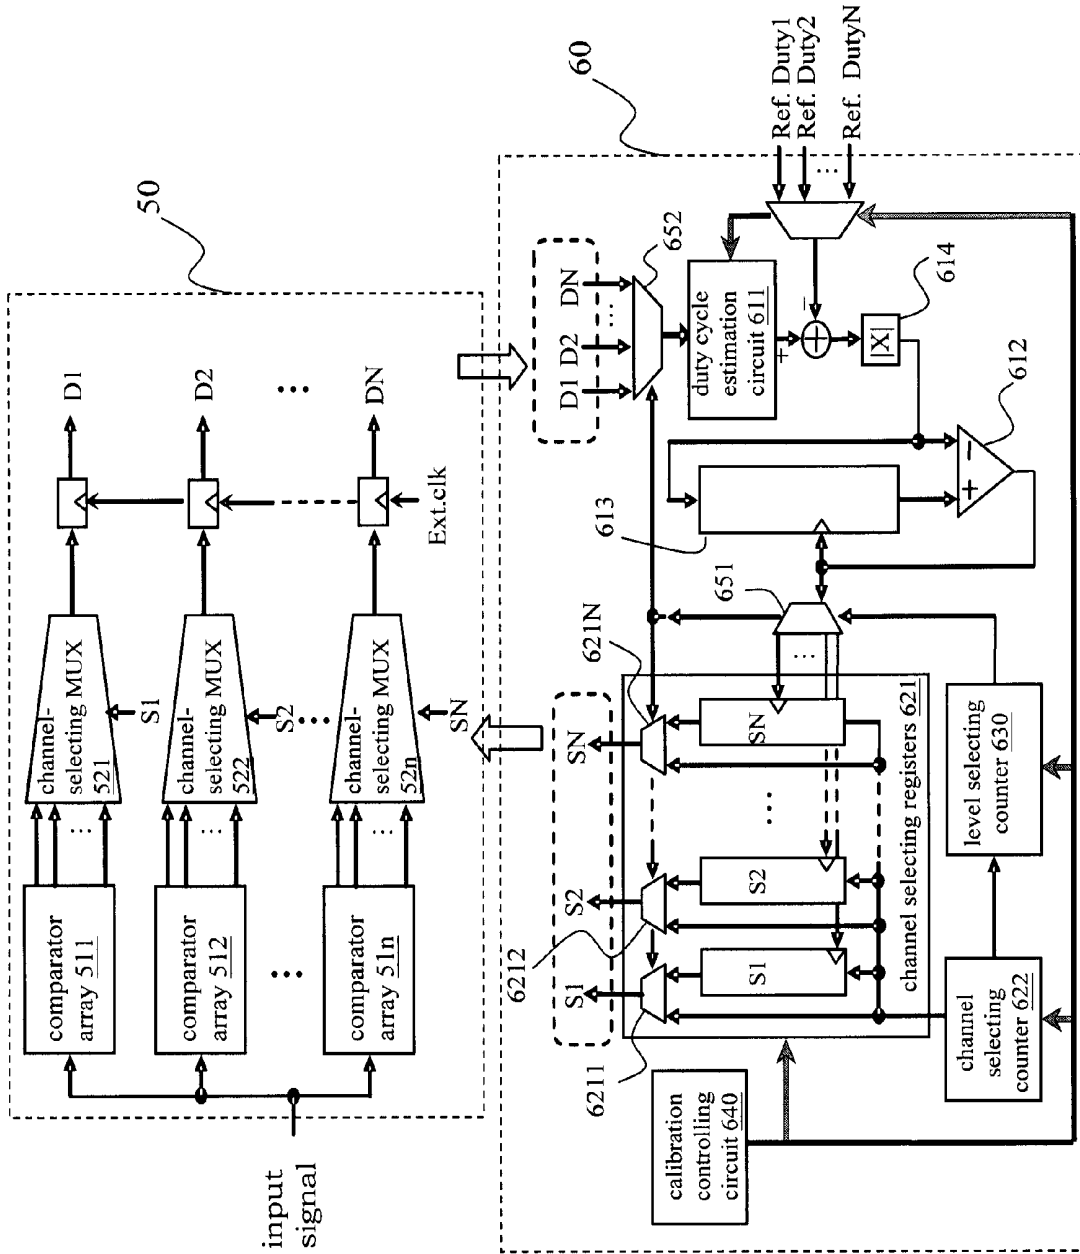 50
input
signal
comparator
array 511
comparator
array 512
...
comparator
array 51n
...
...
...
channel-
selecting MUX
521
S1
channel-
selecting MUX
522
S2
...
channel-
selecting MUX
52n
SN
Ext.clk
D1
D2
...
DN
60
calibration
controlling
circuit 640
6211
6212
621N
S1
S2
SN
S1
S2
...
SN
channel selecting registers 621
channel
selecting
counter 622
level selecting
counter 630
651
...
613
D1
D2
...
DN
652
duty cycle
estimation
circuit 611
+
−
|X|
614
+
−
612
Ref. Duty1
Ref. Duty2
...
Ref. DutyN